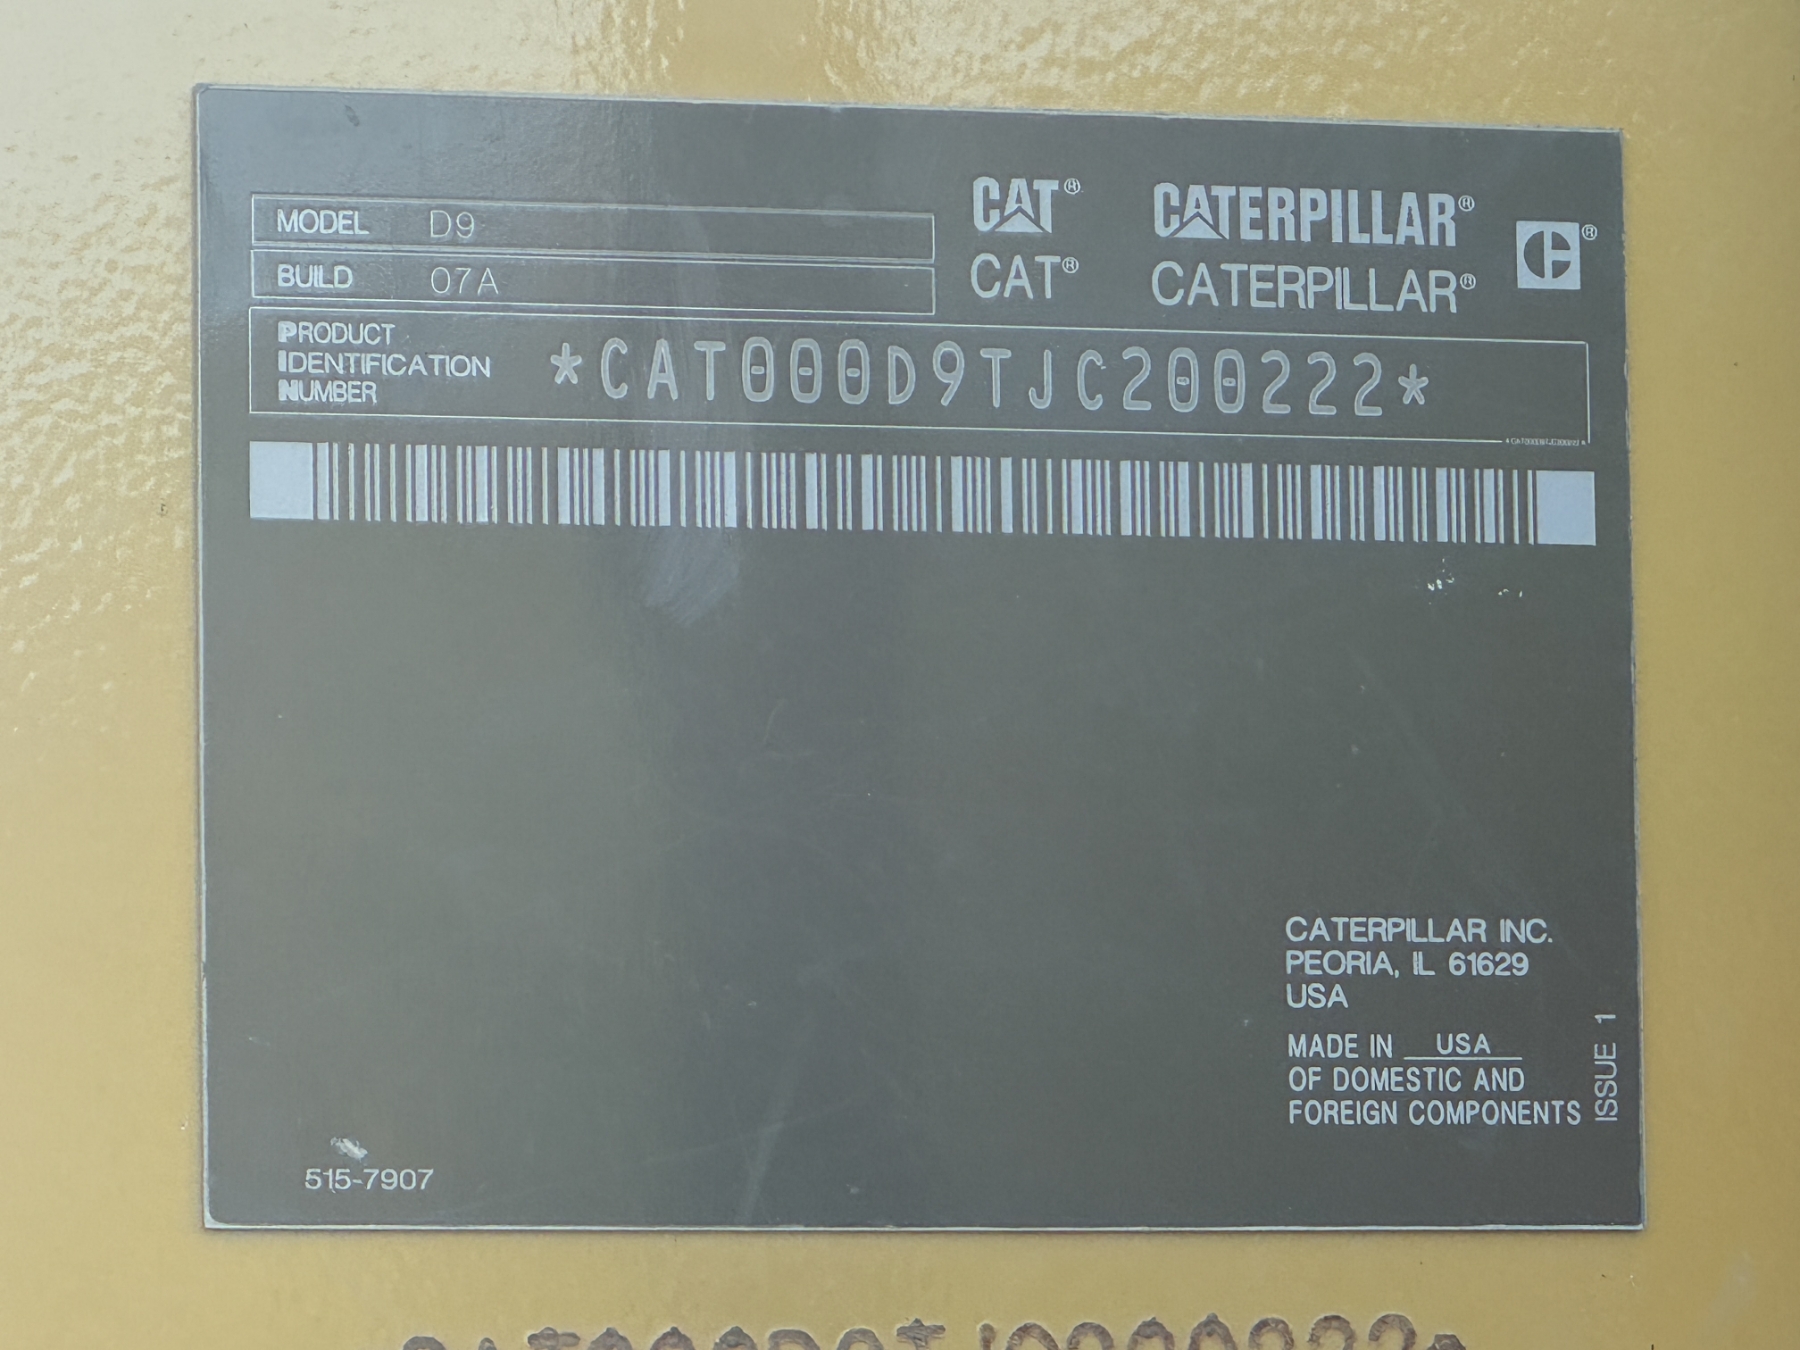 MODEL D9
BUILD 07A
CAT® CATERPILLAR®
CAT® CATERPILLAR®
C®
PRODUCT
IDENTIFICATION
NUMBER
*CAT000D9TJC200222*
CATERPILLAR INC.
PEORIA, IL 61629
USA
MADE IN USA
OF DOMESTIC AND
FOREIGN COMPONENTS
ISSUE 1
515-7907